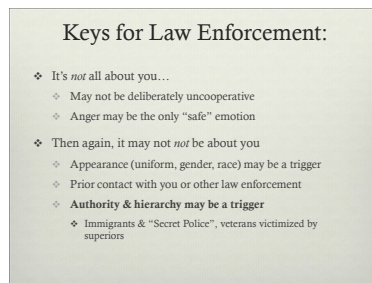 Keys for Law Enforcement:
❖ It's not all about you…
❖ May not be deliberately uncooperative
❖ Anger may be the only “safe” emotion
❖ Then again, it may not not be about you
❖ Appearance (uniform, gender, race) may be a trigger
❖ Prior contact with you or other law enforcement
❖ Authority & hierarchy may be a trigger
❖ Immigrants & “Secret Police”, veterans victimized by
superiors